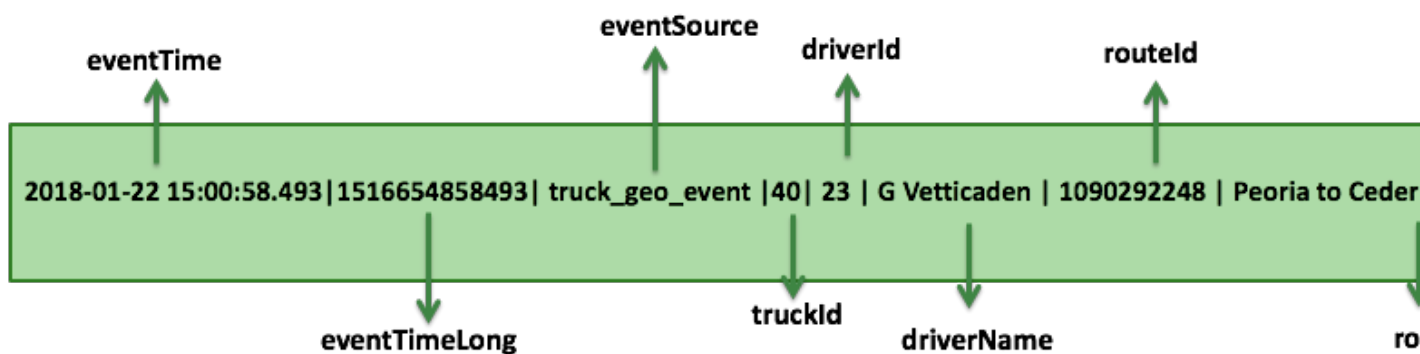 eventSource
eventTime
driverId
routeId
2018-01-22 15:00:58.493|1516654858493| truck_geo_event |40| 23 | G Vetticaden | 1090292248 | Peoria to Ceder
eventTimeLong
truckId
driverName
ro